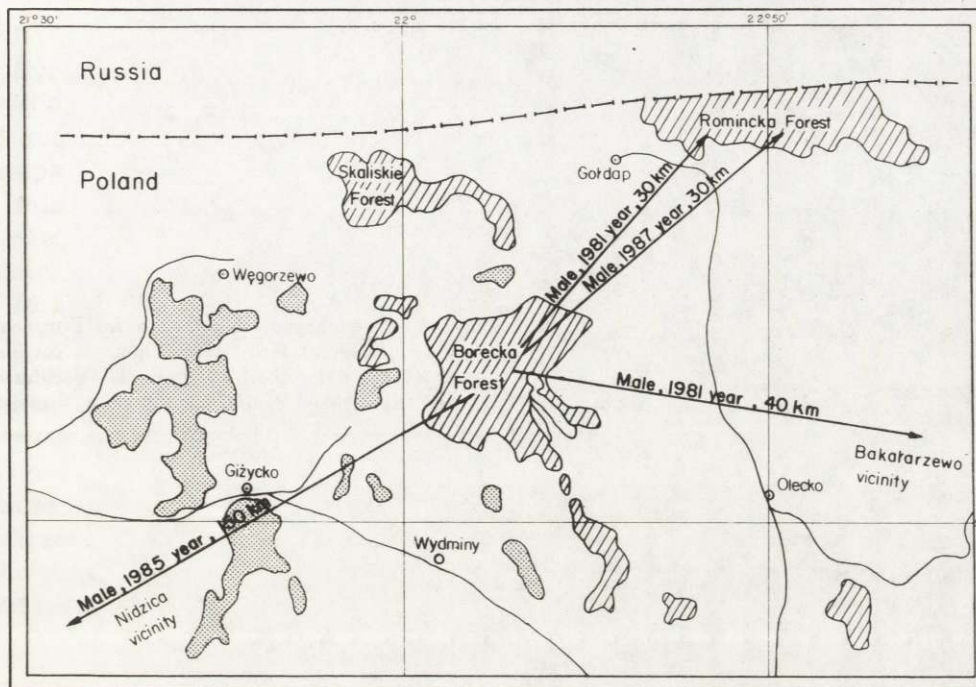 21°30'
22°
22°50'
Russia
Romincka Forest
Gołdap
Poland
Skaliskie
Forest
Male, 1981 year, 30 km
Male, 1987 year, 30 km
Węgorzewo
Borecka
Forest
Male, 1981 year, 40 km
Bakałarzewo
vicinity
Giżycko
Olecko
Male, 1985 year, 150 km
Wydminy
Nidzica
vicinity